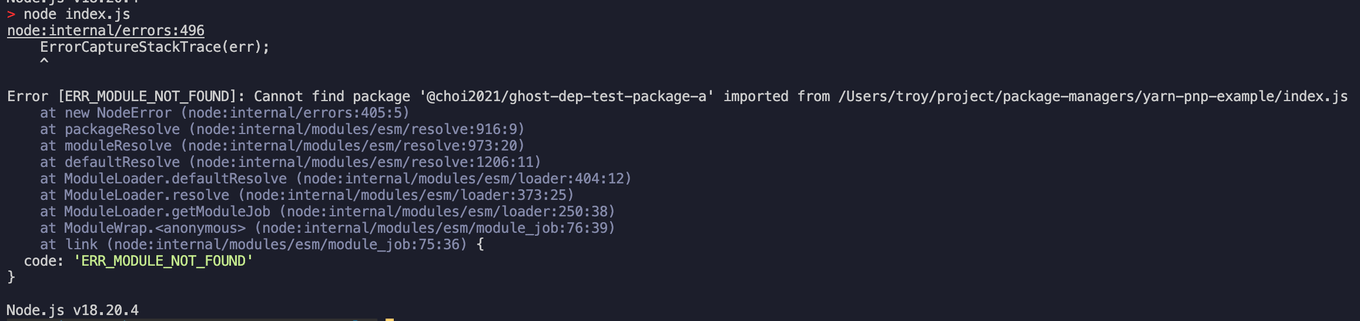 Node.js v18.20.4
> node index.js
node:internal/errors:496
    ErrorCaptureStackTrace(err);
    ^

Error [ERR_MODULE_NOT_FOUND]: Cannot find package '@choi2021/ghost-dep-test-package-a' imported from /Users/troy/project/package-managers/yarn-pnp-example/index.js
    at new NodeError (node:internal/errors:405:5)
    at packageResolve (node:internal/modules/esm/resolve:916:9)
    at moduleResolve (node:internal/modules/esm/resolve:973:20)
    at defaultResolve (node:internal/modules/esm/resolve:1206:11)
    at ModuleLoader.defaultResolve (node:internal/modules/esm/loader:404:12)
    at ModuleLoader.resolve (node:internal/modules/esm/loader:373:25)
    at ModuleLoader.getModuleJob (node:internal/modules/esm/loader:250:38)
    at ModuleWrap.<anonymous> (node:internal/modules/esm/module_job:76:39)
    at link (node:internal/modules/esm/module_job:75:36) {
  code: 'ERR_MODULE_NOT_FOUND'
}

Node.js v18.20.4